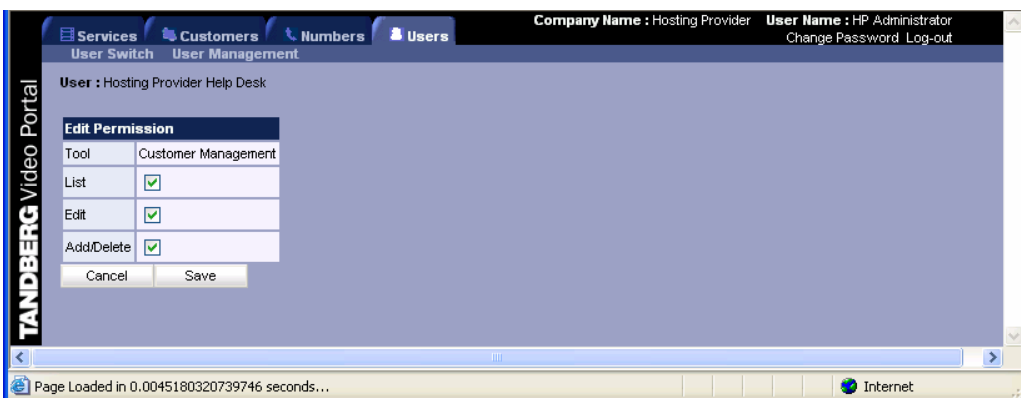 Company Name : Hosting Provider User Name : HP Administrator
Services Customers Numbers Users
Change Password Log-out
User Switch User Management
User : Hosting Provider Help Desk
TANDBERG Video Portal
Edit Permission
Tool Customer Management
List
Edit
Add/Delete
Cancel Save
Page Loaded in 0.0045180320739746 seconds... Internet